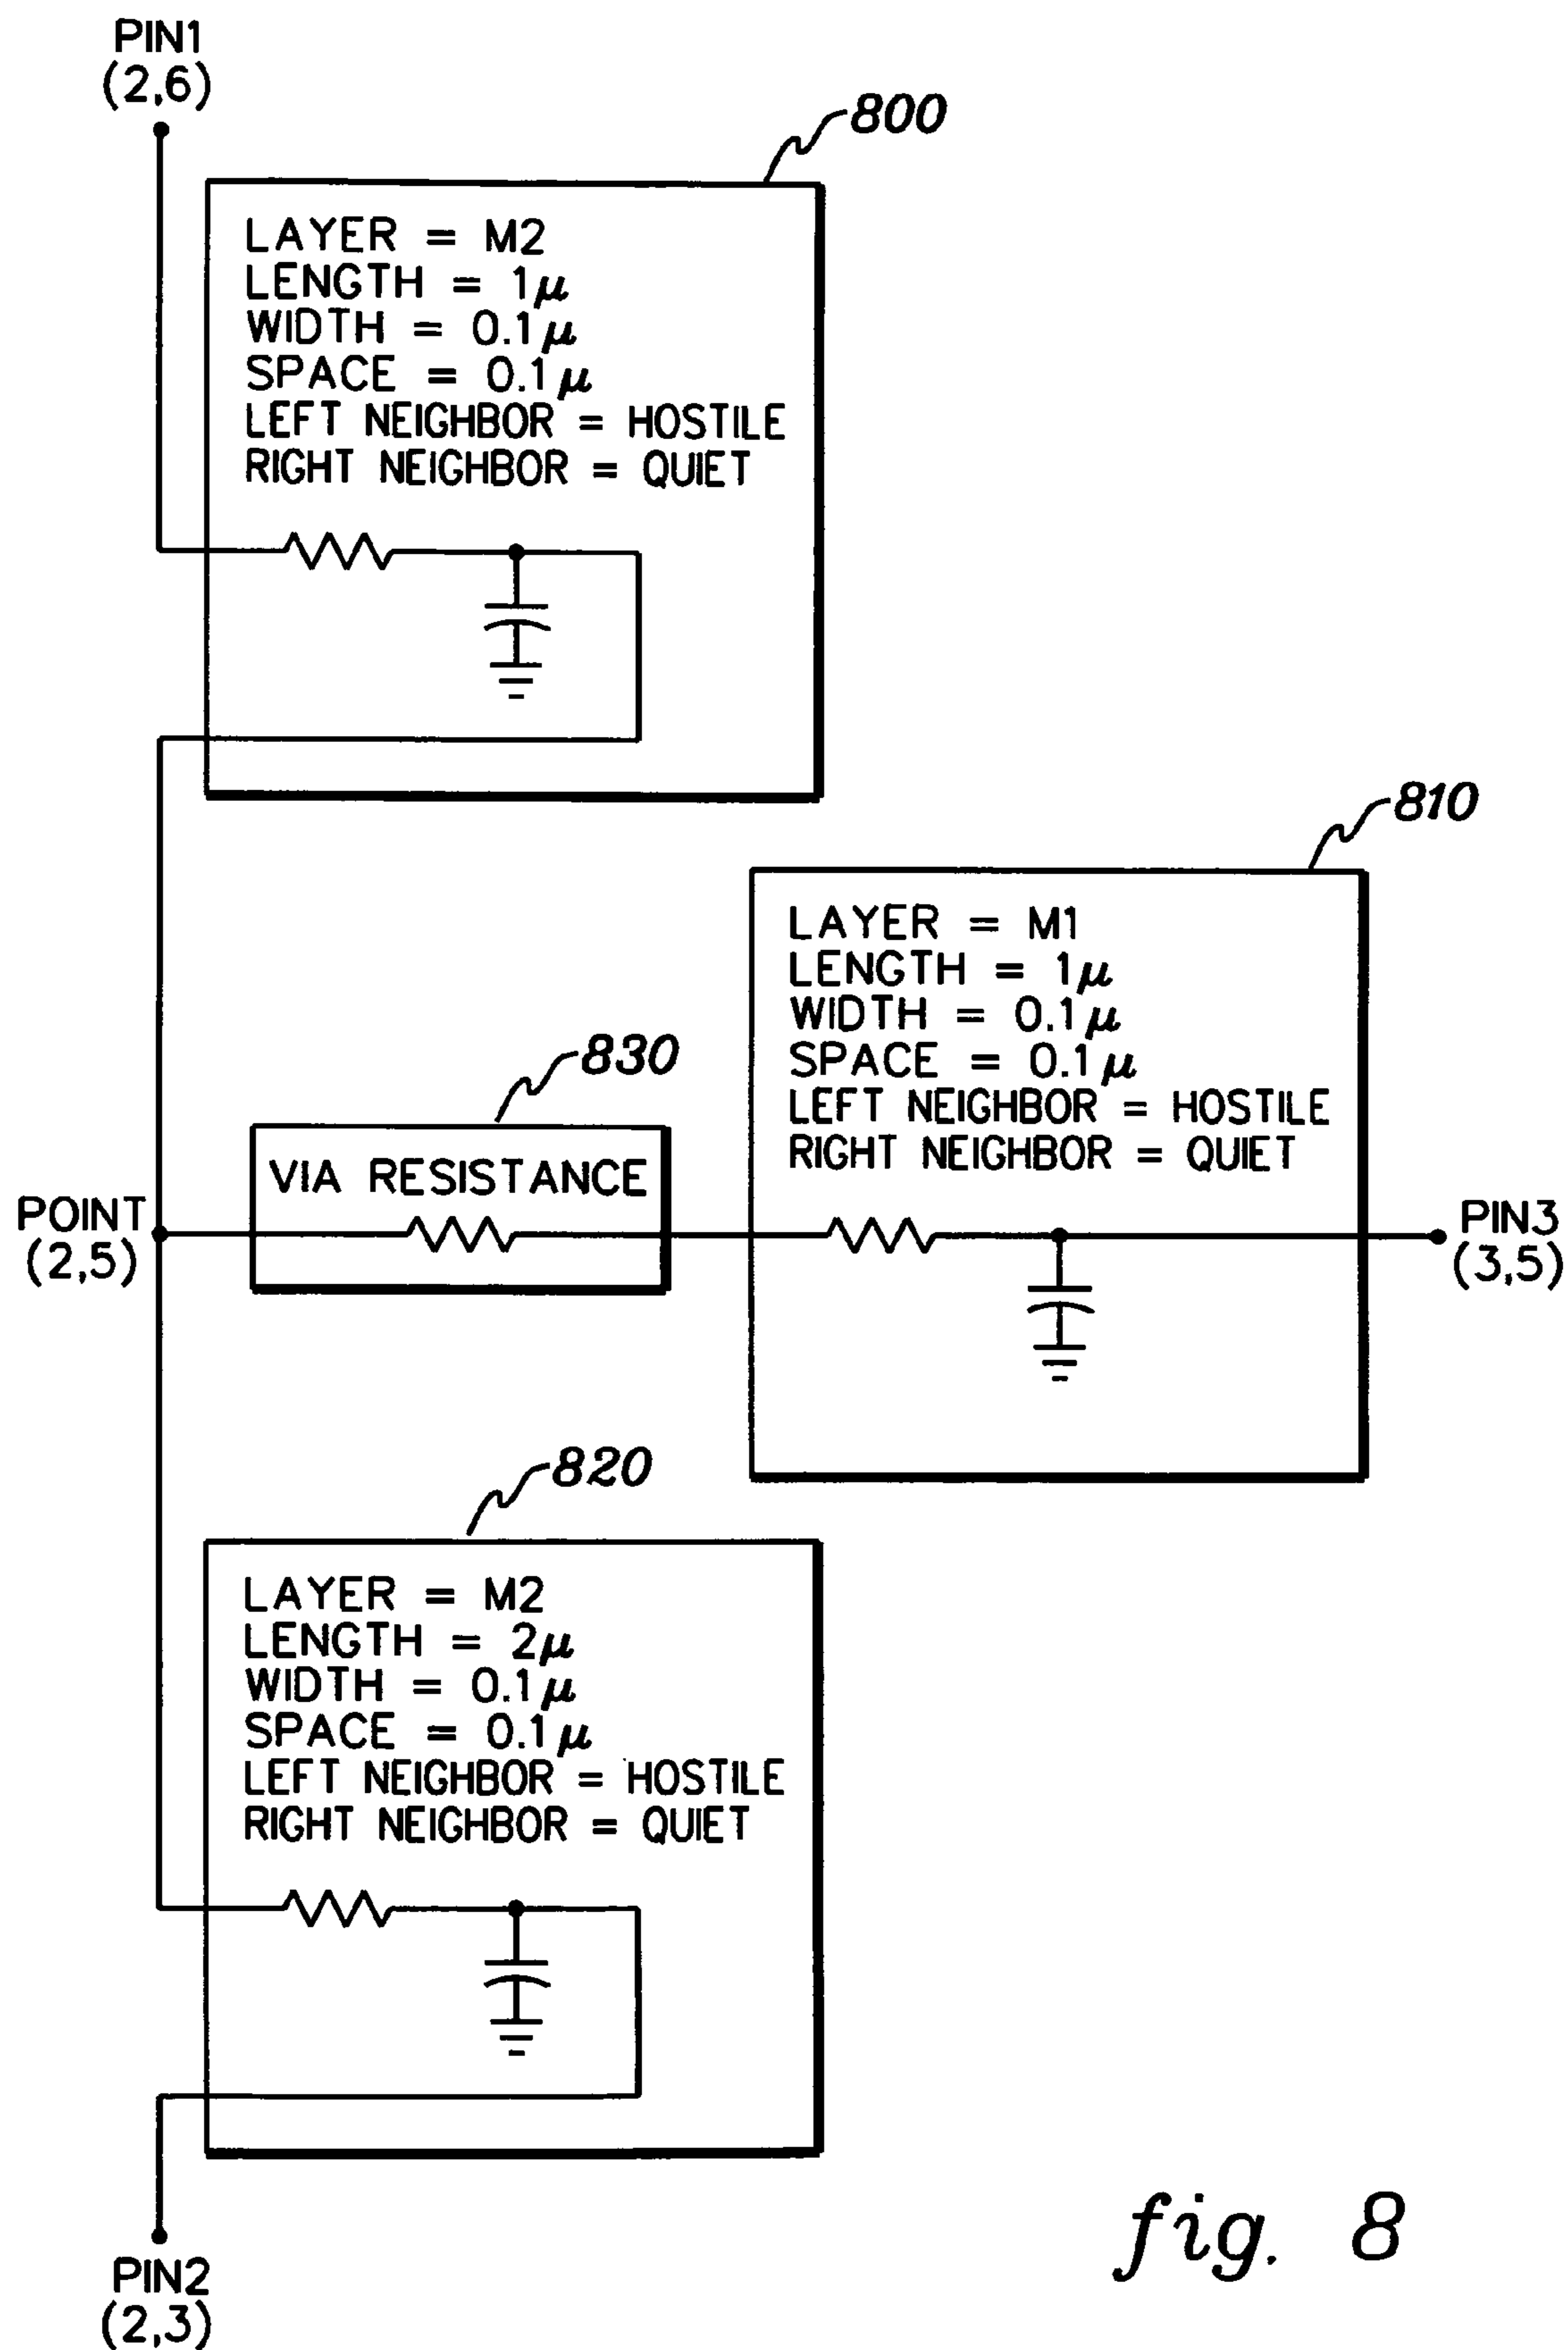 PIN1
(2,6)
800
LAYER = M2
LENGTH = 1μ
WIDTH = 0.1μ
SPACE = 0.1μ
LEFT NEIGHBOR = HOSTILE
RIGHT NEIGHBOR = QUIET
810
LAYER = M1
LENGTH = 1μ
WIDTH = 0.1μ
SPACE = 0.1μ
LEFT NEIGHBOR = HOSTILE
RIGHT NEIGHBOR = QUIET
830
VIA RESISTANCE
POINT
(2,5)
PIN3
(3,5)
820
LAYER = M2
LENGTH = 2μ
WIDTH = 0.1μ
SPACE = 0.1μ
LEFT NEIGHBOR = HOSTILE
RIGHT NEIGHBOR = QUIET
PIN2
(2,3)
fig. 8